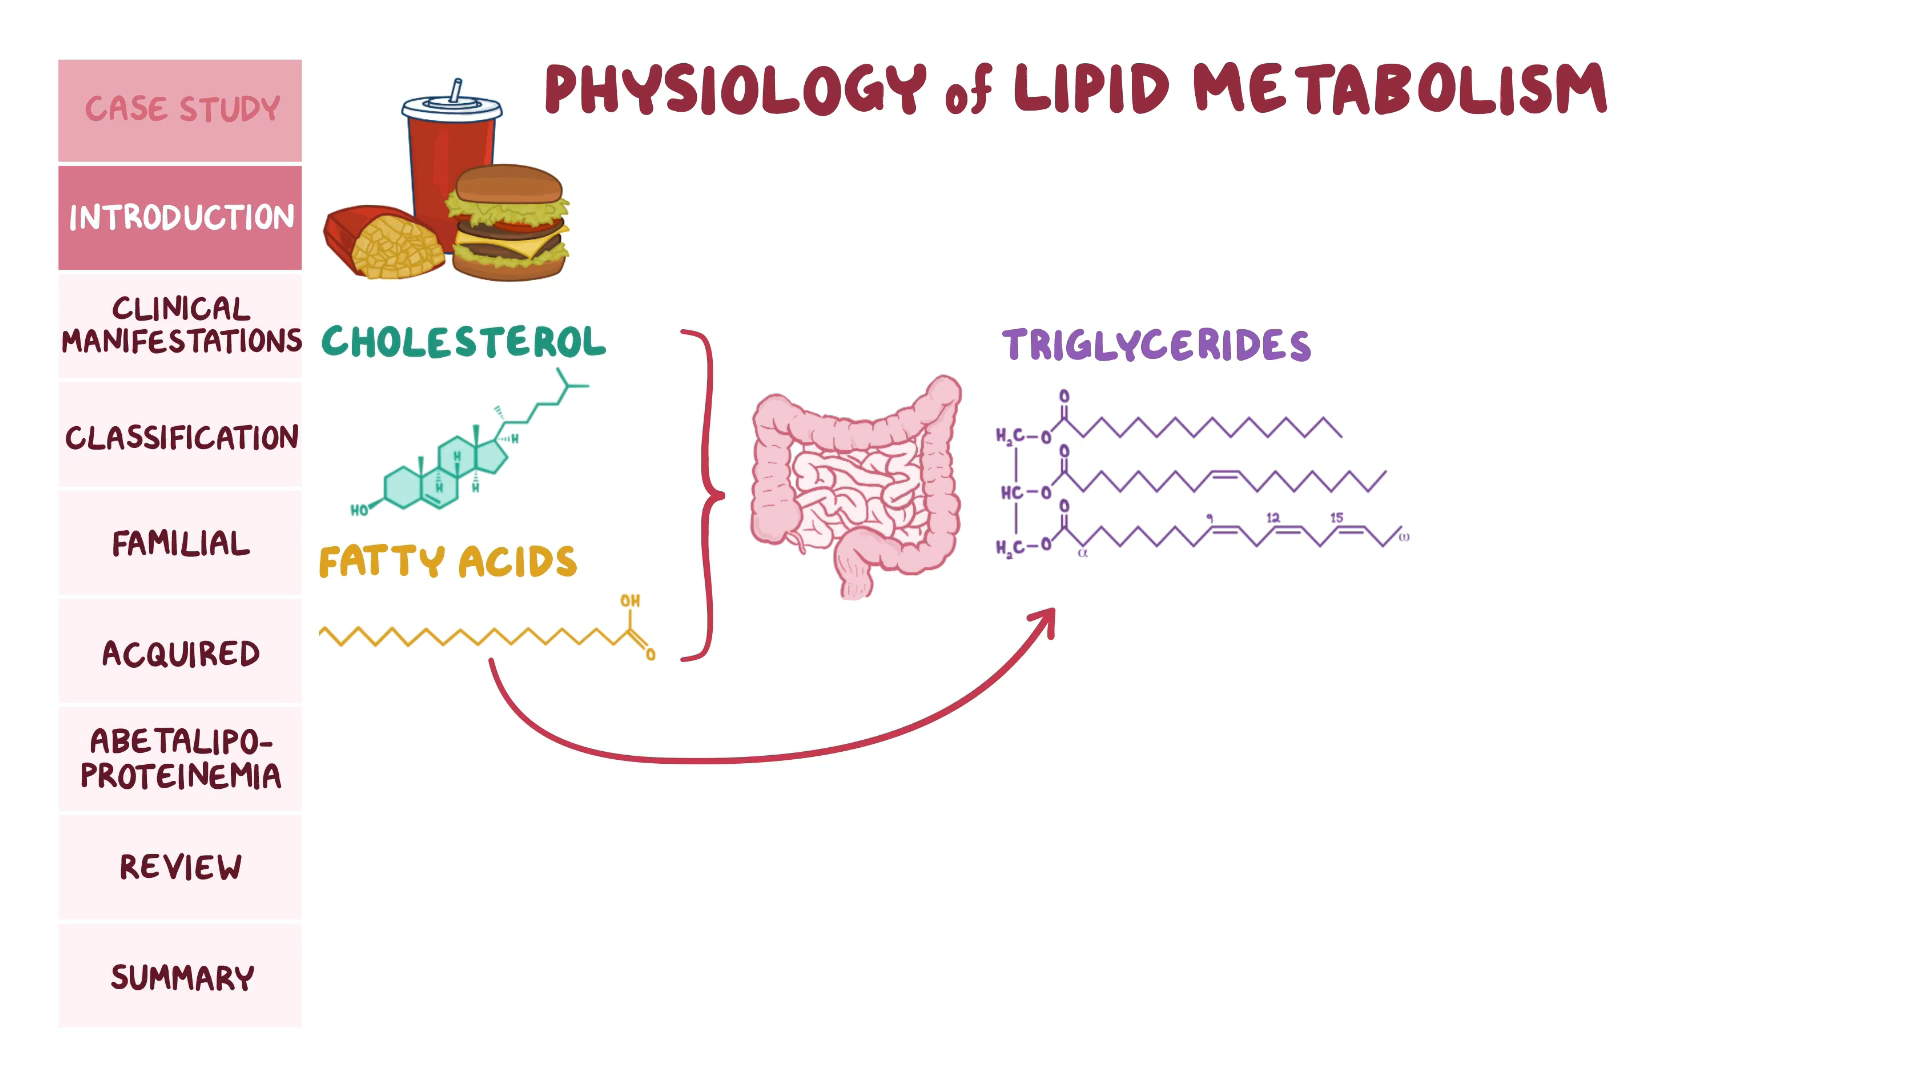 PHYSIOLOGY of LIPID METABOLISM
CASE STUDY
INTRODUCTION
CLINICAL
MANIFESTATIONS
CLASSIFICATION
FAMILIAL
ACQUIRED
ABETALIPO-
PROTEINEMIA
REVIEW
SUMMARY
CHOLESTEROL
H
H
H
H
HO
FATTY ACIDS
OH
O
TRIGLYCERIDES
O
H₂C-O
O
HC-O
O
9 12 15
H₂C-O
α
ω